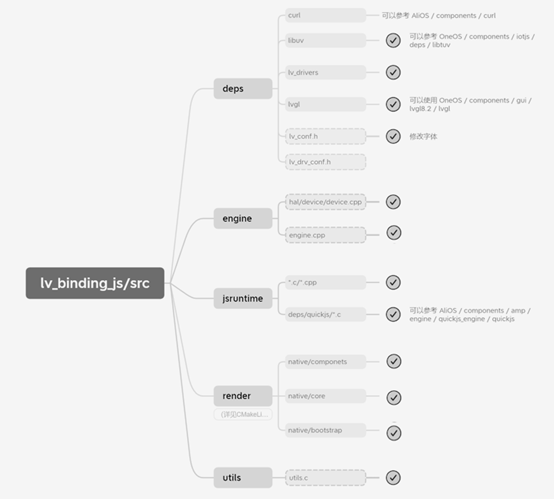 lv_binding_js/src
deps
curl
可以参考 AliOS / components / curl
libuv
可以参考 OneOS / components / iotjs /
deps / libtuv
lv_drivers
lvgl
可以使用 OneOS / components / gui /
lvgl8.2 / lvgl
lv_conf.h
修改字体
lv_drv_conf.h
engine
hal/device/device.cpp
engine.cpp
jsruntime
*.c/*.cpp
deps/quickjs/*.c
可以参考 AliOS / components / amp /
engine / quickjs_engine / quickjs
render
（详见CMakeLi...
native/componets
native/core
native/bootstrap
utils
utils.c